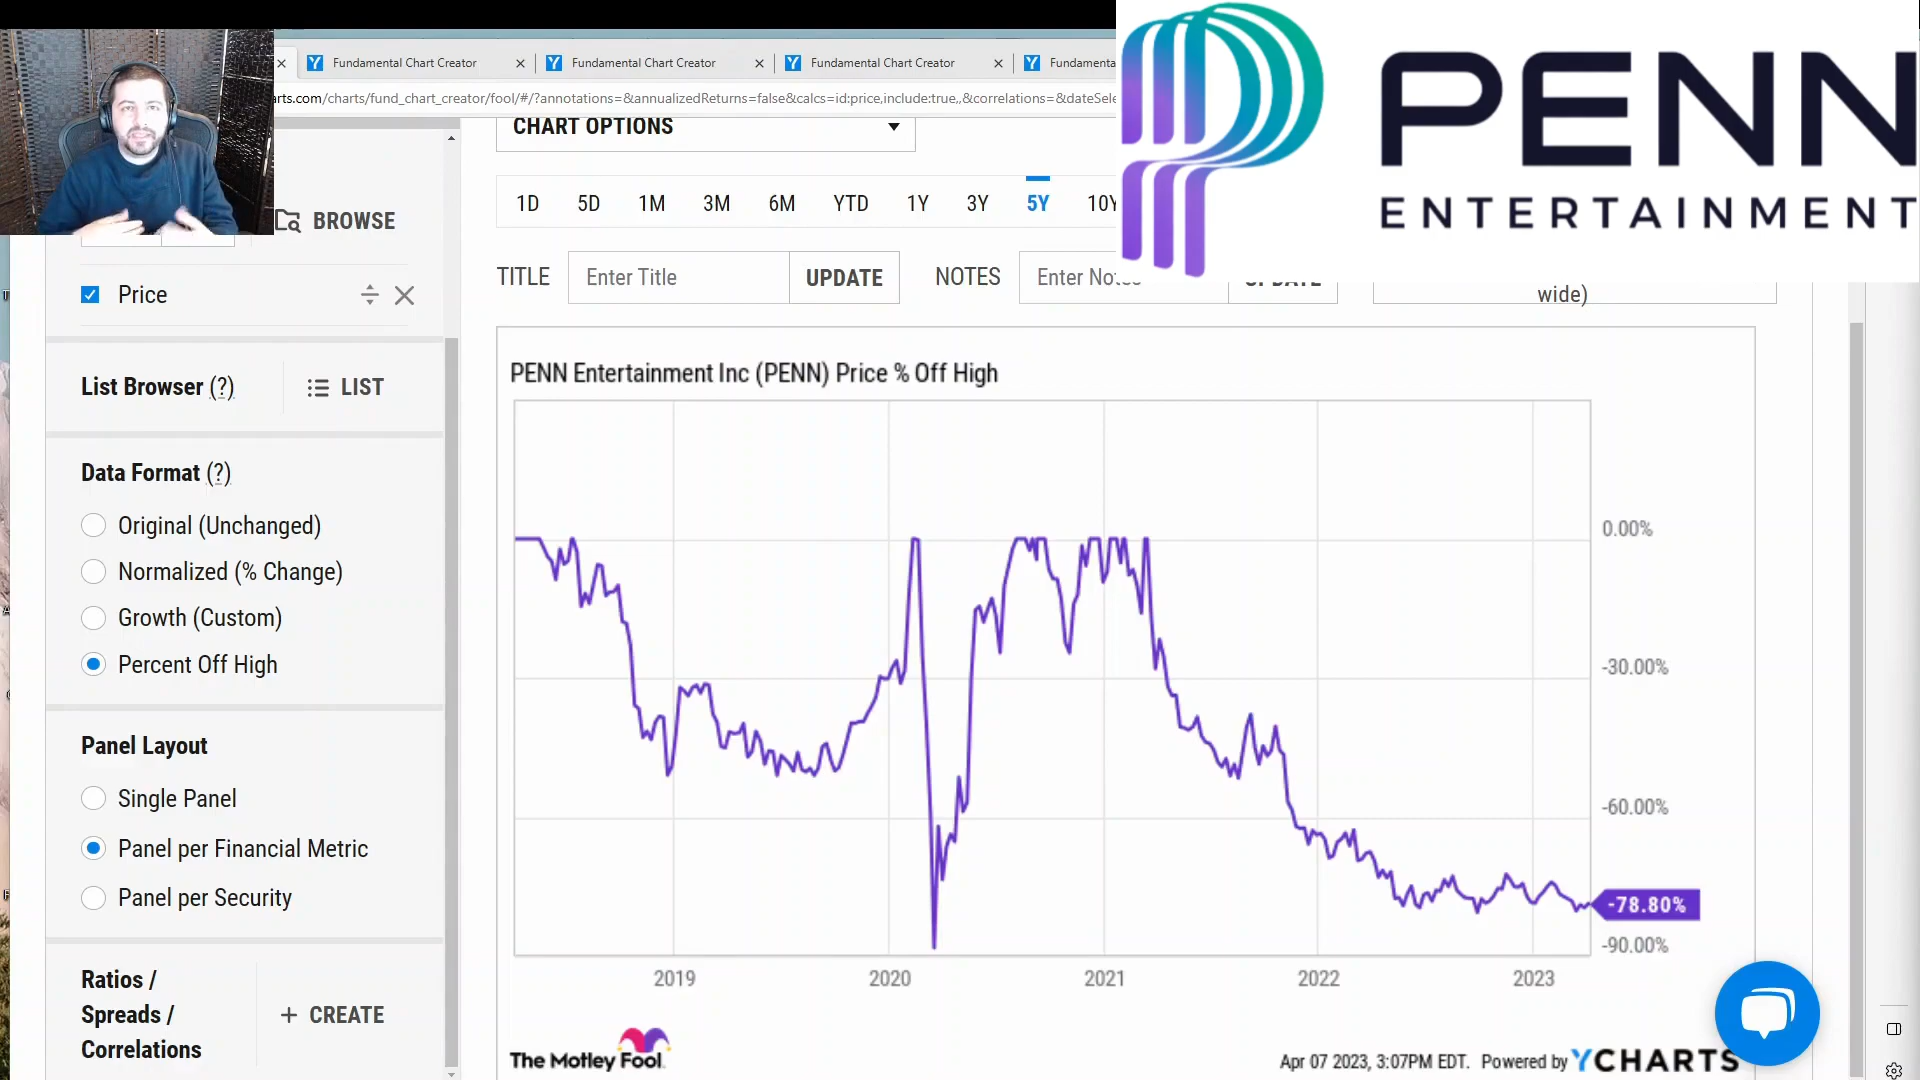 Fundamental Chart Creator
Fundamental Chart Creator
Fundamental Chart Creator
Fundamenta
arts.com/charts/fund_chart_creator/fool/#/?annotations=&annualizedReturns=false&calcs=id:price,include:true,,&correlations=&dateSele
PENN
ENTERTAINMENT
CHART OPTIONS
1D 5D 1M 3M 6M YTD 1Y 3Y 5Y 10Y
BROWSE
TITLE Enter Title UPDATE NOTES Enter Notes UPDATE
wide)
Price
List Browser (?) LIST
Data Format (?)
Original (Unchanged)
Normalized (% Change)
Growth (Custom)
Percent Off High
Panel Layout
Single Panel
Panel per Financial Metric
Panel per Security
Ratios /
Spreads /
Correlations
+ CREATE
PENN Entertainment Inc (PENN) Price % Off High
0.00%
-30.00%
-60.00%
-78.80%
-90.00%
2019 2020 2021 2022 2023
The Motley Fool
Apr 07 2023, 3:07PM EDT. Powered by YCHARTS